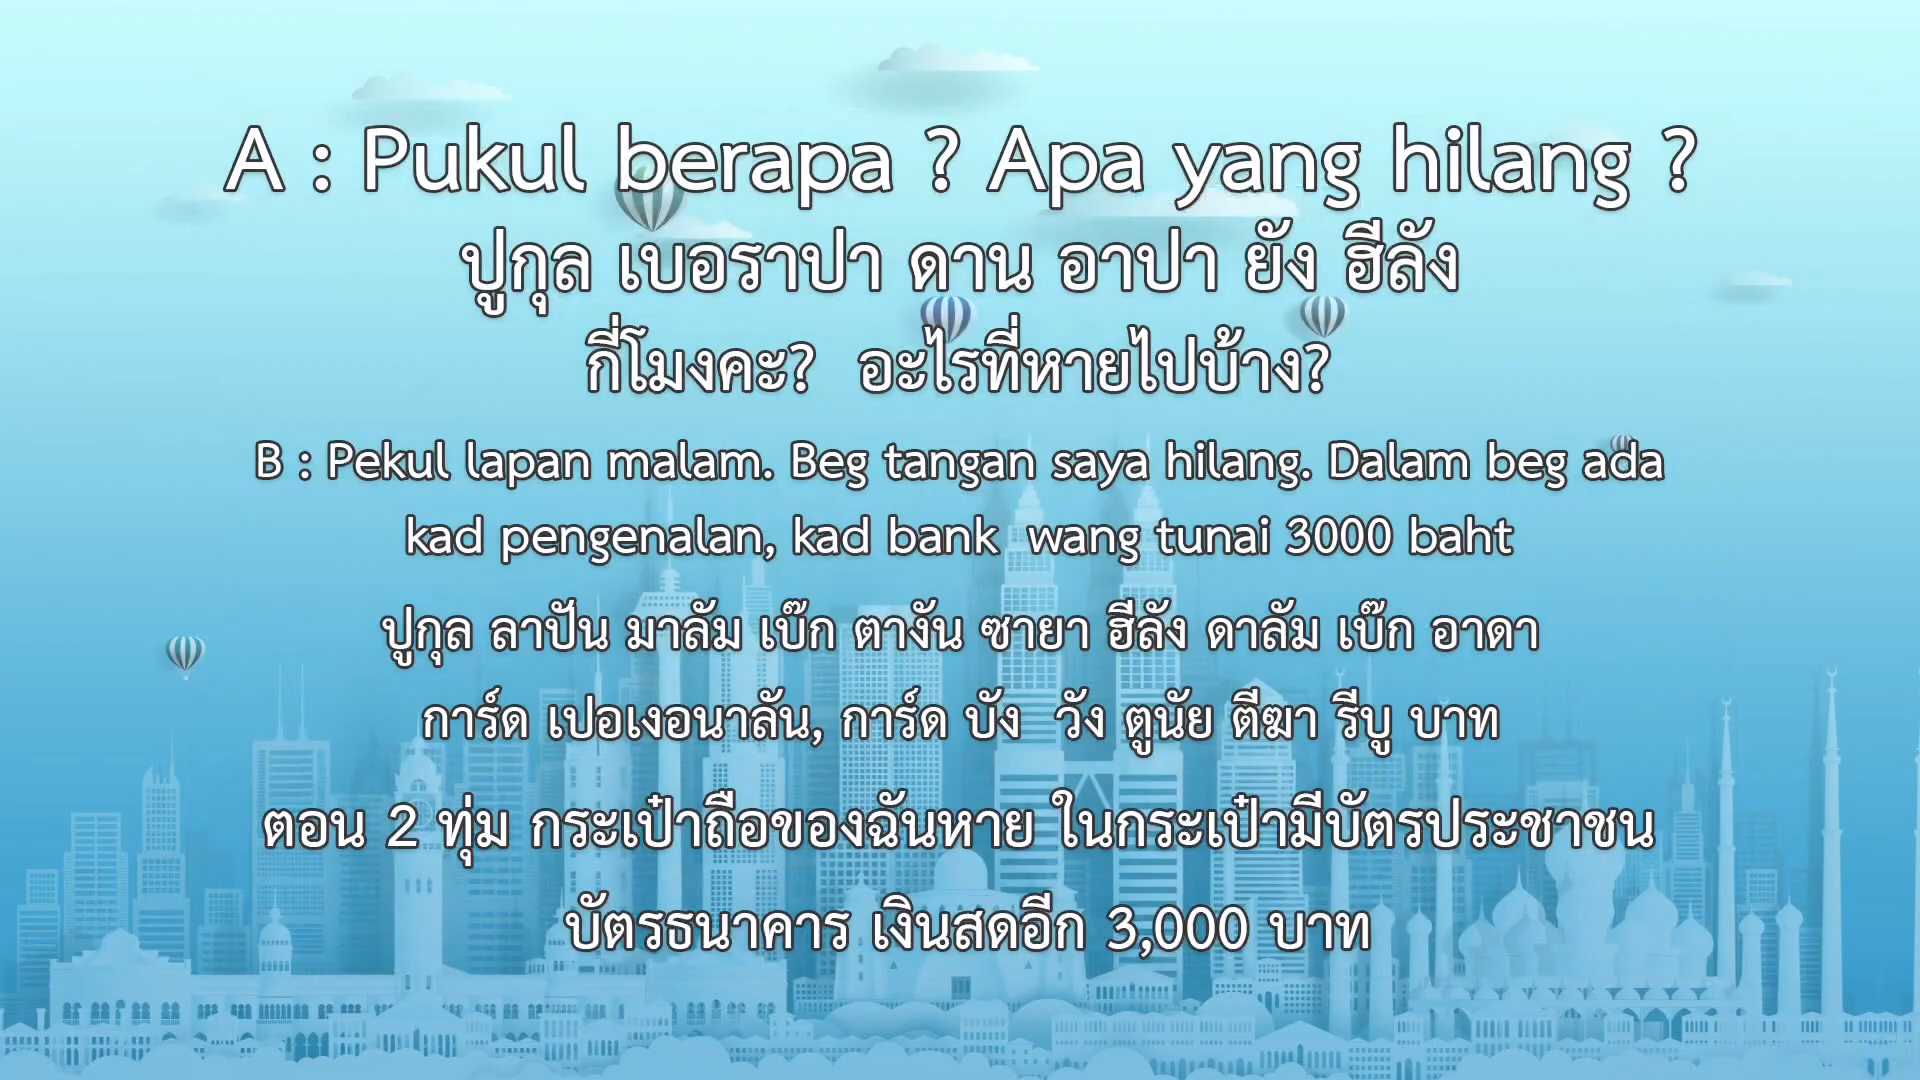 A : Pukul berapa ? Apa yang hilang ?
ปูกุล เบอราปา ดาน อาปา ยัง ฮีลัง
กี่โมงคะ? อะไรที่หายไปบ้าง?
B : Pekul lapan malam. Beg tangan saya hilang. Dalam beg ada
kad pengenalan, kad bank wang tunai 3000 baht
ปูกุล ลาปัน มาลัม เบ๊ก ตางัน ซายา ฮีลัง ดาลัม เบ๊ก อาดา
การ์ด เปอเงอนาลัน, การ์ด บัง วัง ตูนัย ตีฆา รีบู บาท
ตอน 2 ทุ่ม กระเป๋าถือของฉันหาย ในกระเป๋ามีบัตรประชาชน
บัตรธนาคาร เงินสดอีก 3,000 บาท